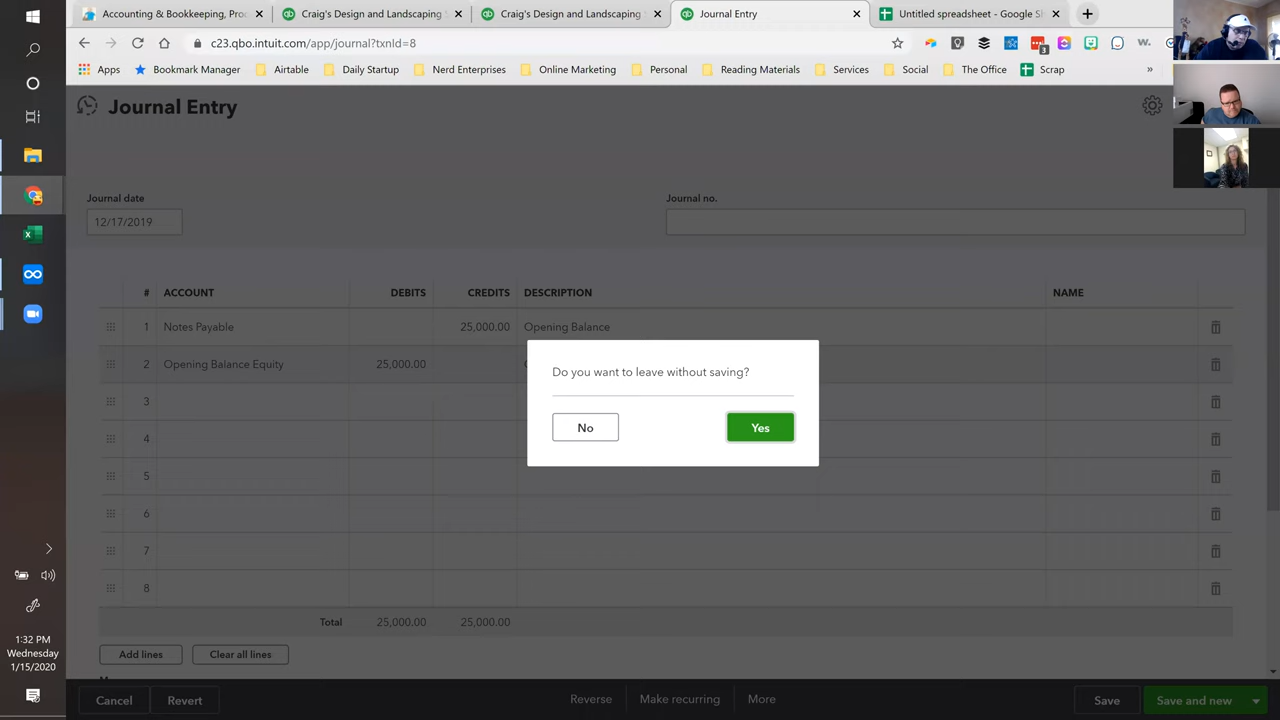 Accounting & Bookkeeping, Proc
Craig's Design and Landscaping
Craig's Design and Landscaping
Journal Entry
Untitled spreadsheet - Google Sh
c23.qbo.intuit.com/app/journal?txnId=8
3
W
Apps
Bookmark Manager
Airtable
Daily Startup
Nerd Enterprises
Online Marketing
Personal
Reading Materials
Services
Social
The Office
Scrap
»
Journal Entry
Journal date
Journal no.
12/17/2019
# ACCOUNT DEBITS CREDITS DESCRIPTION NAME
1 Notes Payable 25,000.00 Opening Balance
2 Opening Balance Equity 25,000.00
3
4
5
6
7
8
Total 25,000.00 25,000.00
Do you want to leave without saving?
No
Yes
Add lines
Clear all lines
Cancel
Revert
Reverse
Make recurring
More
Save
Save and new
1:32 PM
Wednesday
1/15/2020